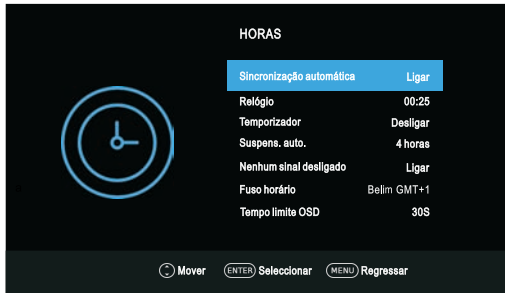 HORAS
Sincronização automática Ligar
Relógio 00:25
Temporizador Desligar
Suspens. auto. 4 horas
Nenhum sinal desligado Ligar
Fuso horário Belim GMT+1
Tempo limite OSD 30S
Mover ENTER Seleccionar MENU Regressar